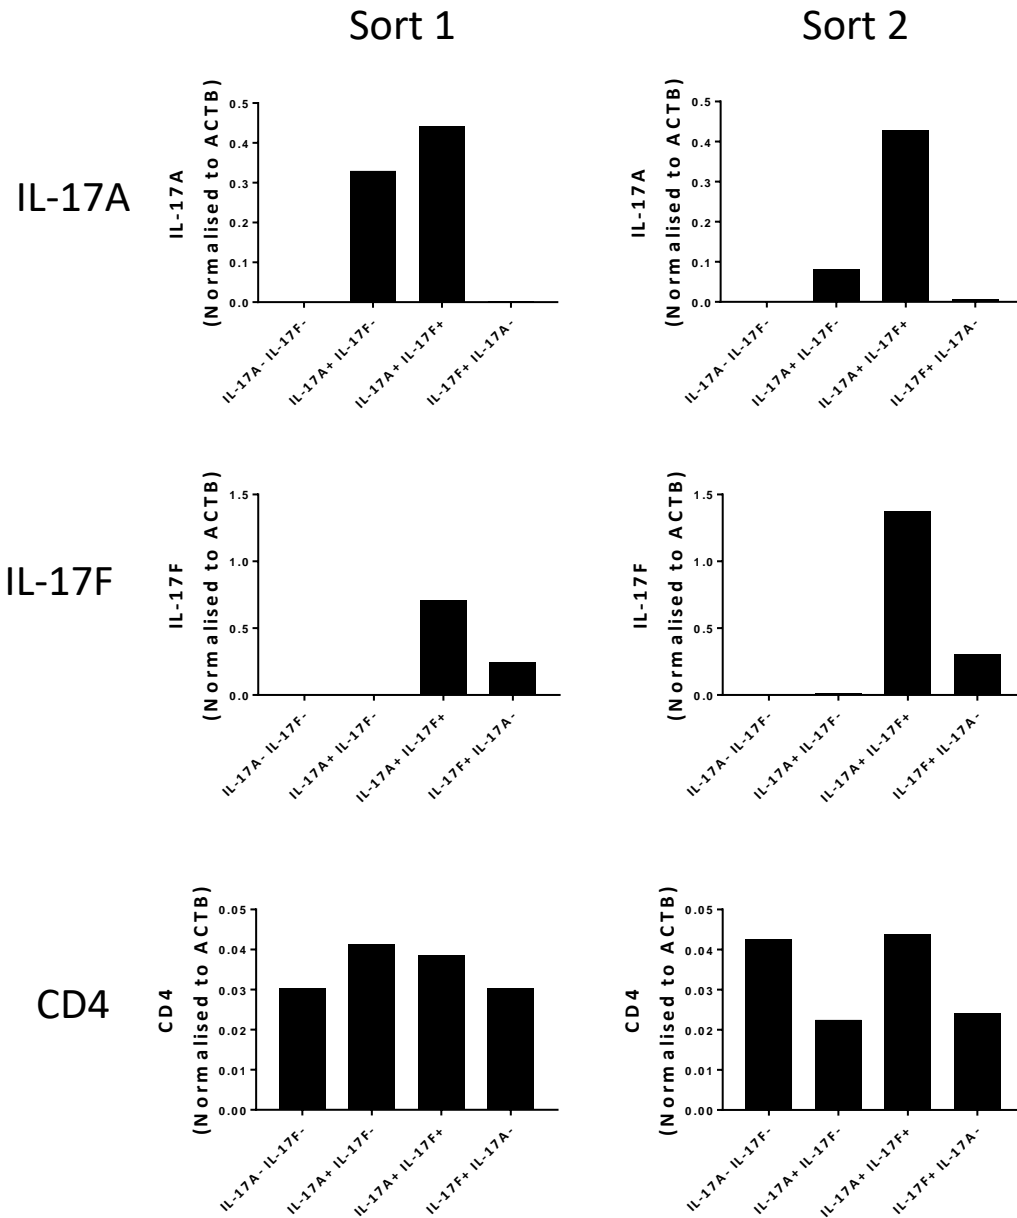 Sort 1
Sort 2
IL-17A
IL-17A
(Normalised to ACTB)
0.5
0.4
0.3
0.2
0.1
0.0
IL-17A- IL-17F-
IL-17A+ IL-17F-
IL-17A+ IL-17F+
IL-17F+ IL-17A-
IL-17A
(Normalised to ACTB)
0.5
0.4
0.3
0.2
0.1
0.0
IL-17A- IL-17F-
IL-17A+ IL-17F-
IL-17A+ IL-17F+
IL-17F+ IL-17A-
IL-17F
IL-17F
(Normalised to ACTB)
1.5
1.0
0.5
0.0
IL-17A- IL-17F-
IL-17A+ IL-17F-
IL-17A+ IL-17F+
IL-17F+ IL-17A-
IL-17F
(Normalised to ACTB)
1.5
1.0
0.5
0.0
IL-17A- IL-17F-
IL-17A+ IL-17F-
IL-17A+ IL-17F+
IL-17F+ IL-17A-
CD4
CD4
(Normalised to ACTB)
0.05
0.04
0.03
0.02
0.01
0.00
IL-17A- IL-17F-
IL-17A+ IL-17F-
IL-17A+ IL-17F+
IL-17F+ IL-17A-
CD4
(Normalised to ACTB)
0.05
0.04
0.03
0.02
0.01
0.00
IL-17A- IL-17F-
IL-17A+ IL-17F-
IL-17A+ IL-17F+
IL-17F+ IL-17A-